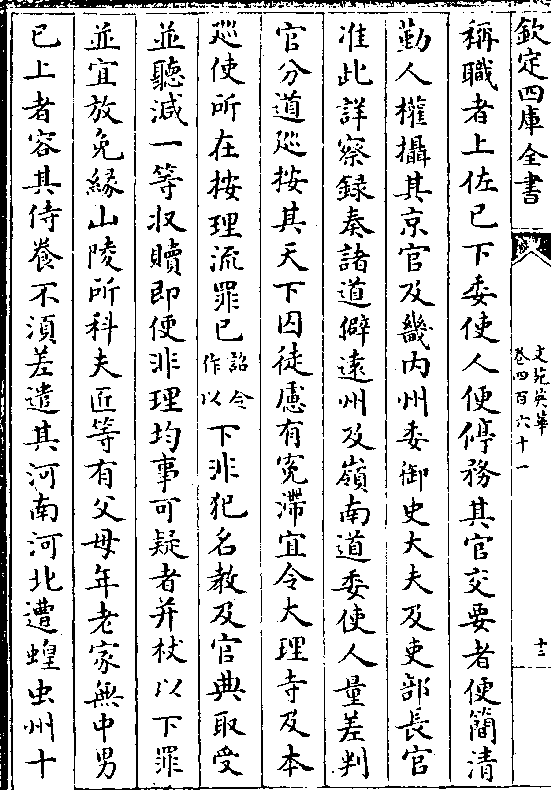 欽定四庫全書
文苑英華
卷四百六十一
十三
稱職者上佐已下委使人便停務其官交要者便簡清
勤人權攝其京官及畿内州委御史大夫及吏部長官
准此詳察録奏諸道僻遠州及嶺南道委使人量差判
官分道廵按其天下囚徒慮有寃滯宜令大理寺及本
廵使所在按理流罪已詔令作以下非犯名教及官典取受
並聽減一等收贖即便非理均事可疑者并杖以下罪
並宜放免縁山陵所科夫匠等有父母年老家無中男
已上者容其侍養不湏差遣其河南河北遭蝗虫州十